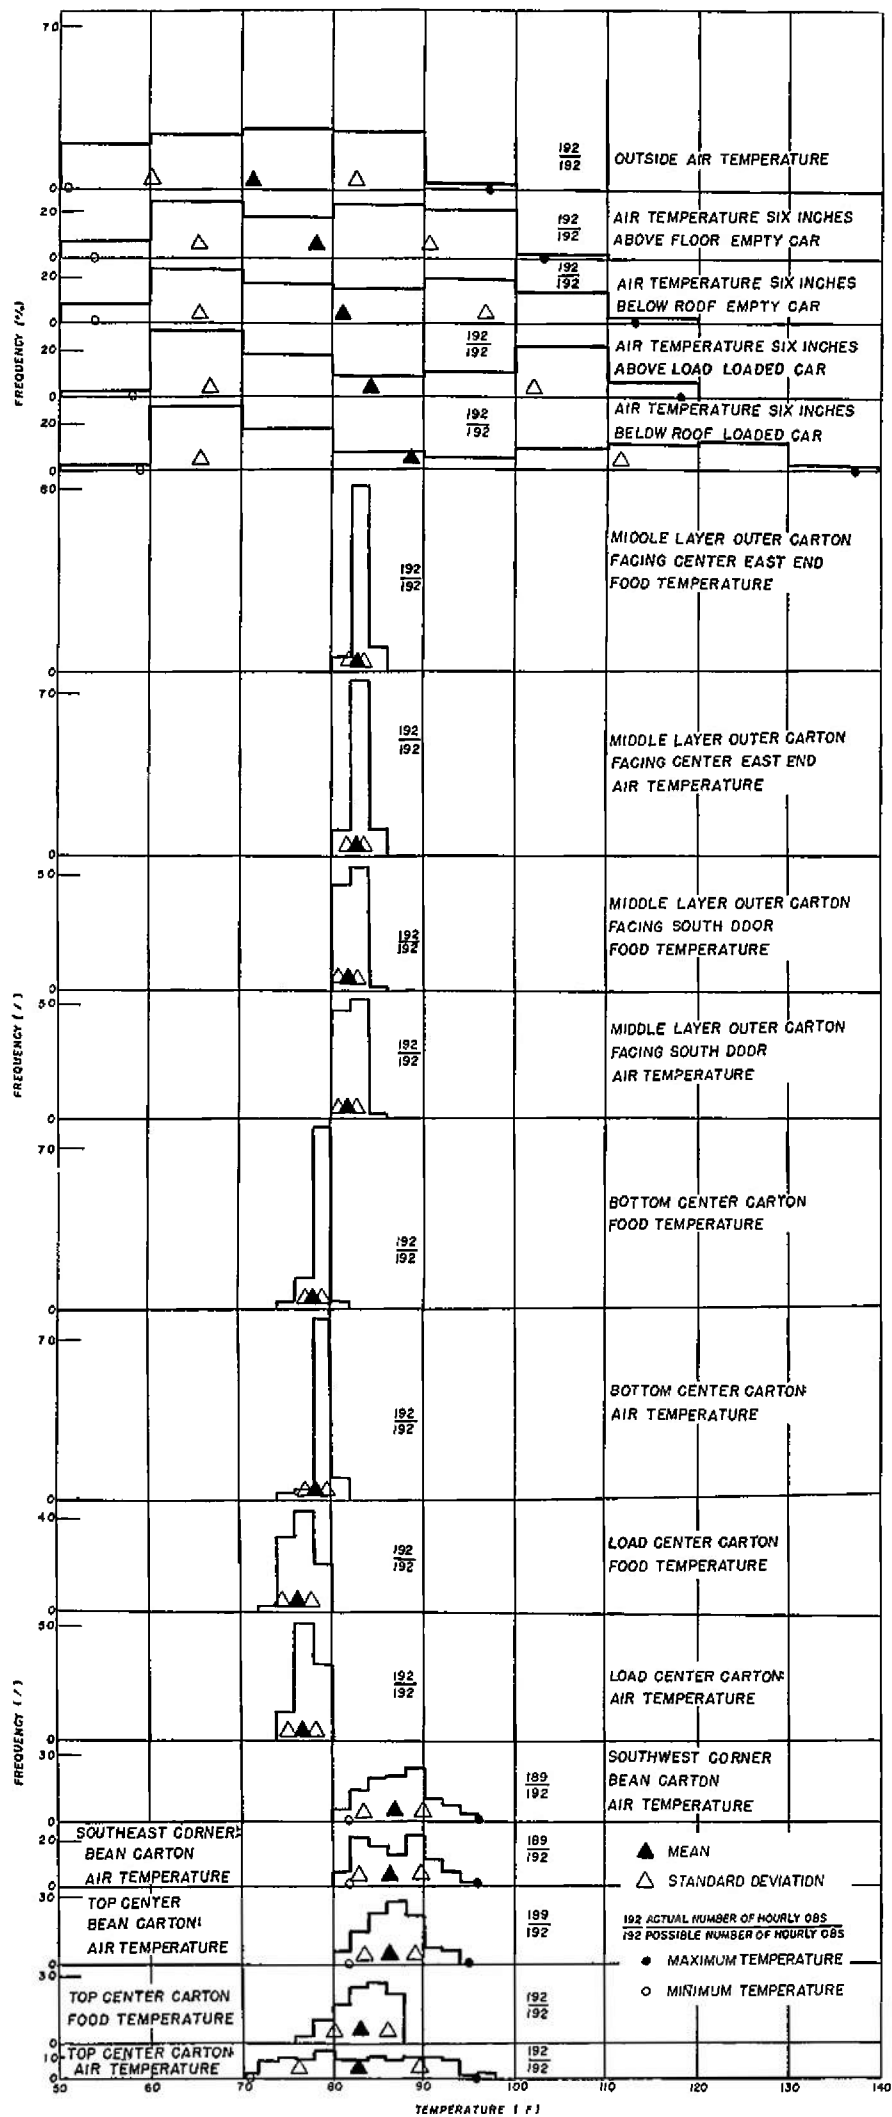 70
0
192
192
OUTSIDE AIR TEMPERATURE
20
0
192
192
AIR TEMPERATURE SIX INCHES
ABOVE FLOOR EMPTY CAR
20
0
192
192
AIR TEMPERATURE SIX INCHES
BELOW ROOF EMPTY CAR
FREQUENCY (%)
20
0
192
192
AIR TEMPERATURE SIX INCHES
ABOVE LOAD LOADED CAR
20
0
192
192
AIR TEMPERATURE SIX INCHES
BELOW ROOF LOADED CAR
80
0
192
192
MIDDLE LAYER OUTER CARTON
FACING CENTER EAST END
FOOD TEMPERATURE
70
0
192
192
MIDDLE LAYER OUTER CARTON
FACING CENTER EAST END
AIR TEMPERATURE
50
0
192
192
MIDDLE LAYER OUTER CARTON
FACING SOUTH DOOR
FOOD TEMPERATURE
FREQUENCY (/)
50
0
192
192
MIDDLE LAYER OUTER CARTON
FACING SOUTH DOOR
AIR TEMPERATURE
70
0
192
192
BOTTOM CENTER CARTON
FOOD TEMPERATURE
70
0
192
192
BOTTOM CENTER CARTON
AIR TEMPERATURE
40
0
192
192
LOAD CENTER CARTON
FOOD TEMPERATURE
FREQUENCY (/)
50
0
192
192
LOAD CENTER CARTON
AIR TEMPERATURE
30
0
189
192
SOUTHWEST CORNER
BEAN CARTON
AIR TEMPERATURE
20
0
SOUTHEAST CORNER
BEAN CARTON
AIR TEMPERATURE
189
192
30
0
TOP CENTER
BEAN CARTON
AIR TEMPERATURE
189
192
30
0
TOP CENTER CARTON
FOOD TEMPERATURE
192
192
10
0
TOP CENTER CARTON
AIR TEMPERATURE
192
192
MEAN
STANDARD DEVIATION
192 ACTUAL NUMBER OF HOURLY OBS
192 POSSIBLE NUMBER OF HOURLY OBS
MAXIMUM TEMPERATURE
MINIMUM TEMPERATURE
50 60 70 80 90 100 110 120 130 140
TEMPERATURE (F)